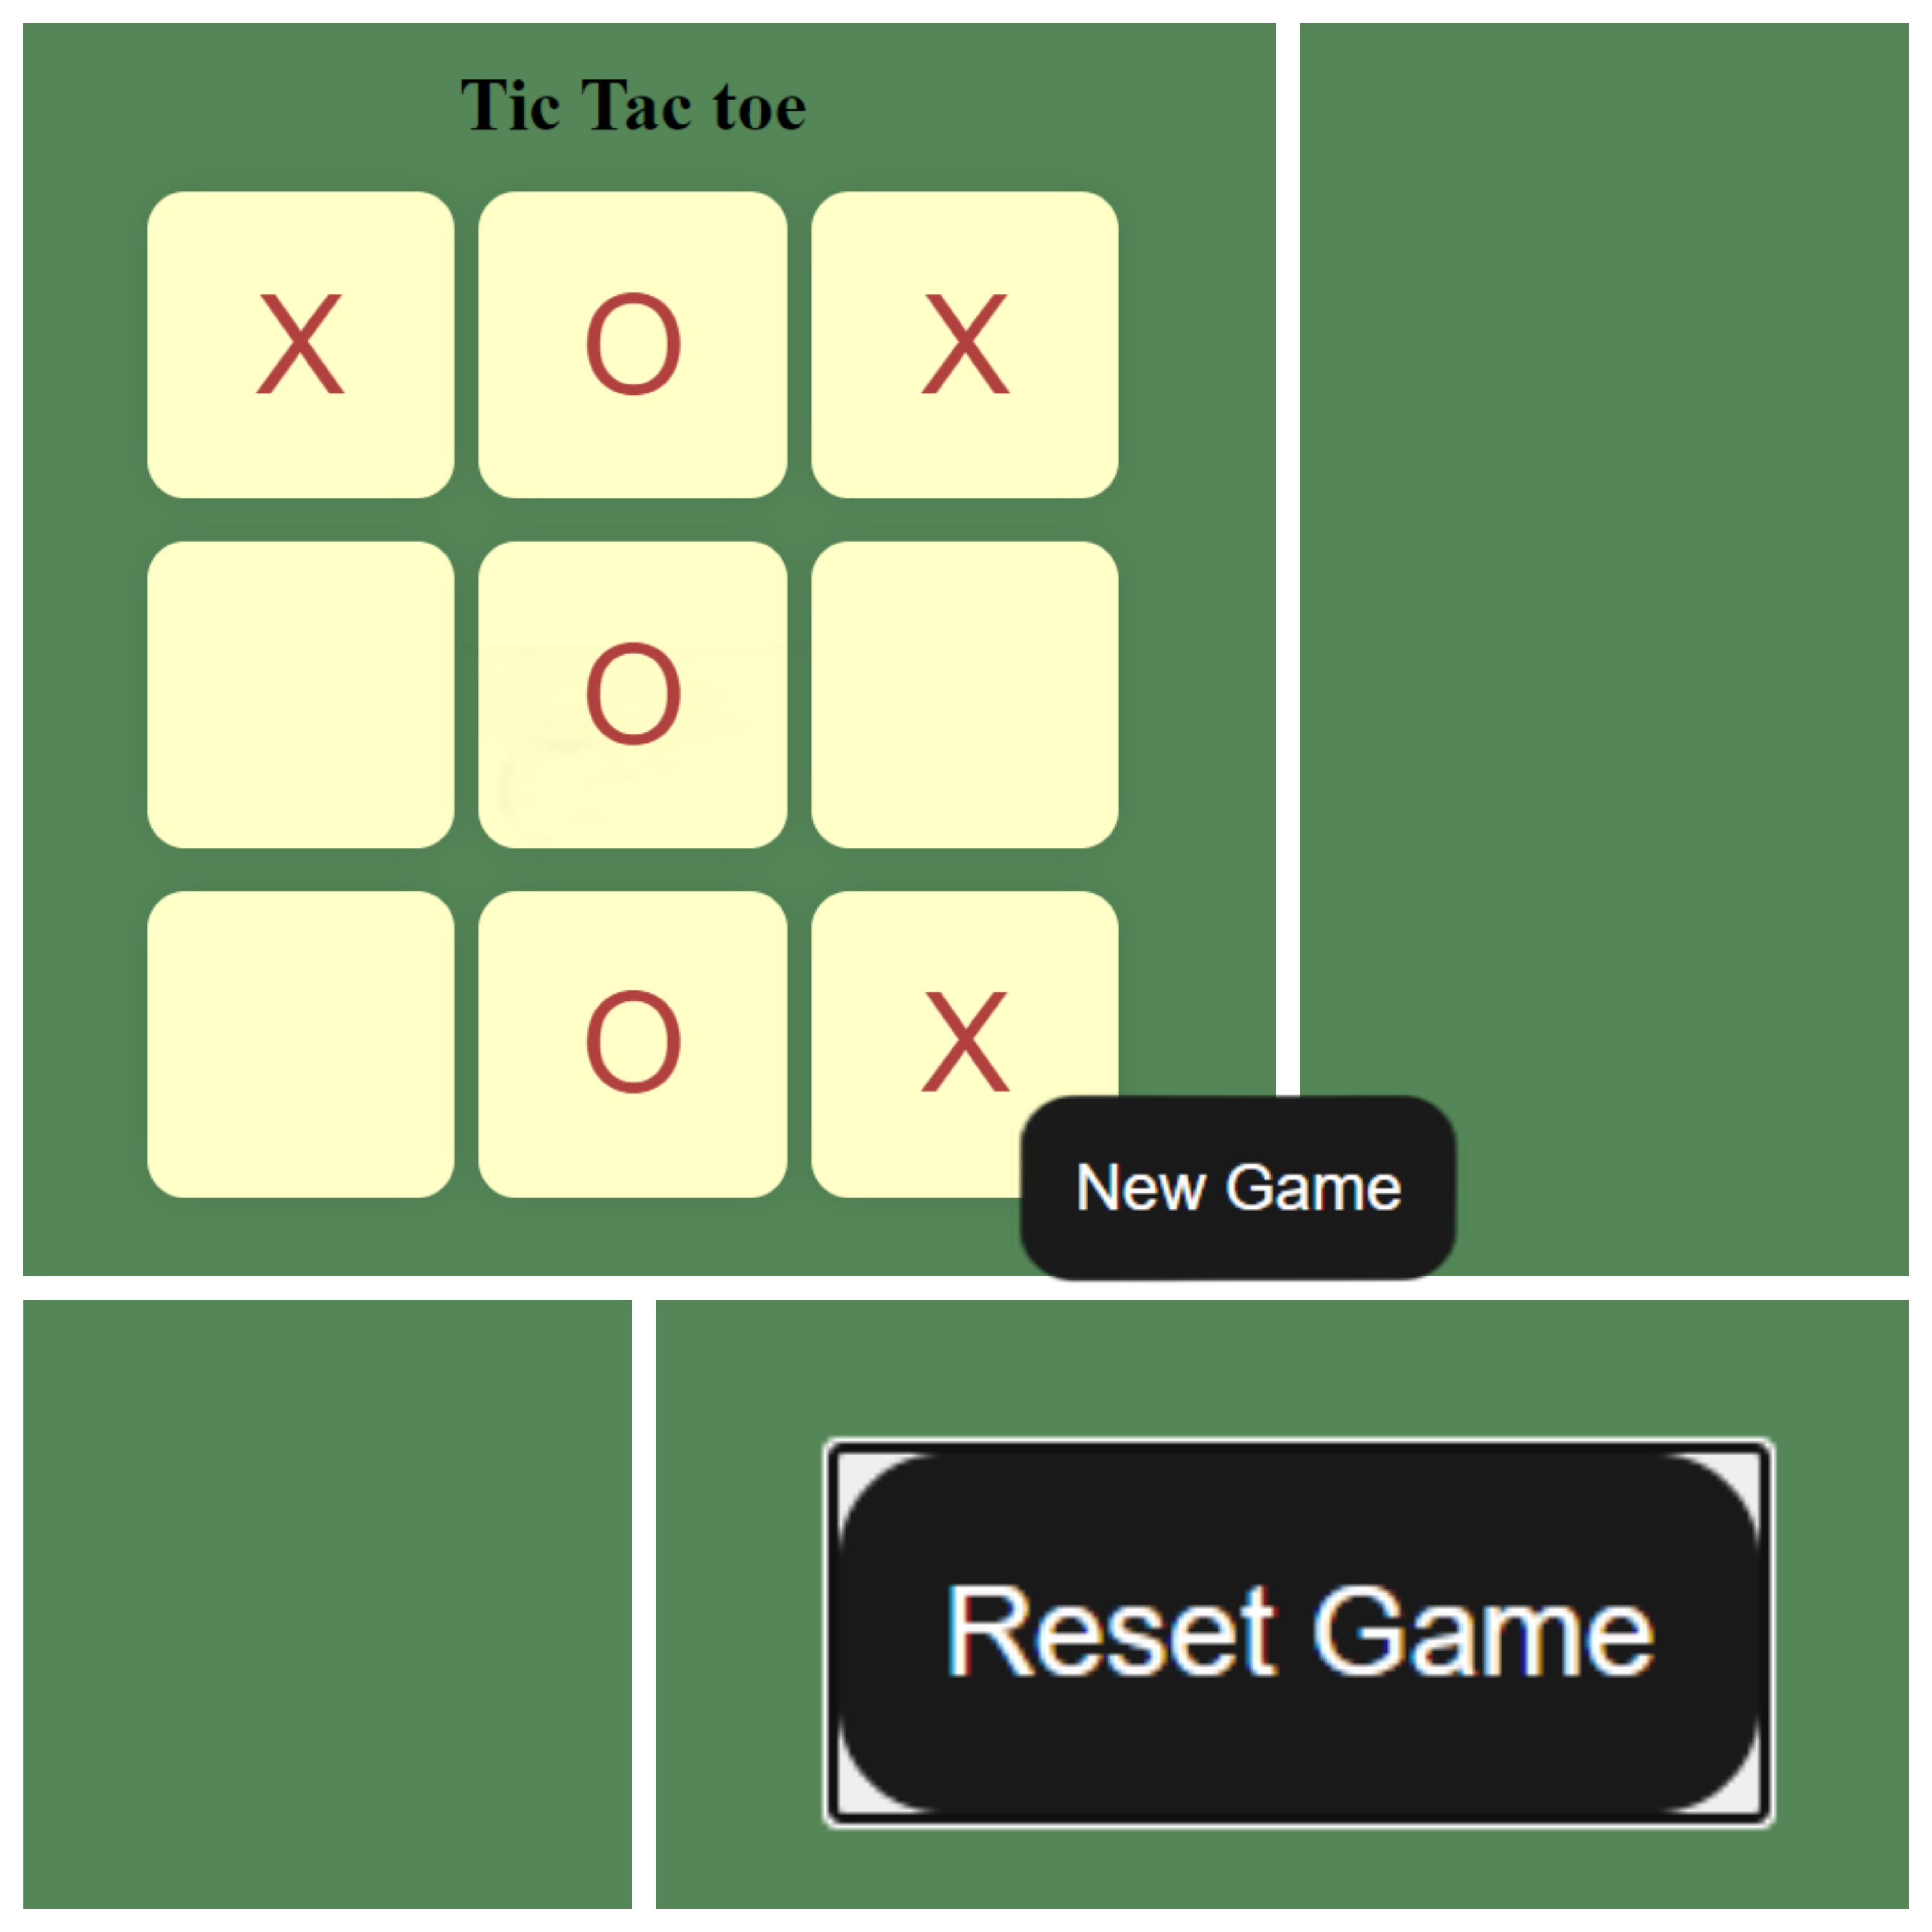 Tic Tac toe
X O X
O
O X
New Game
Reset Game